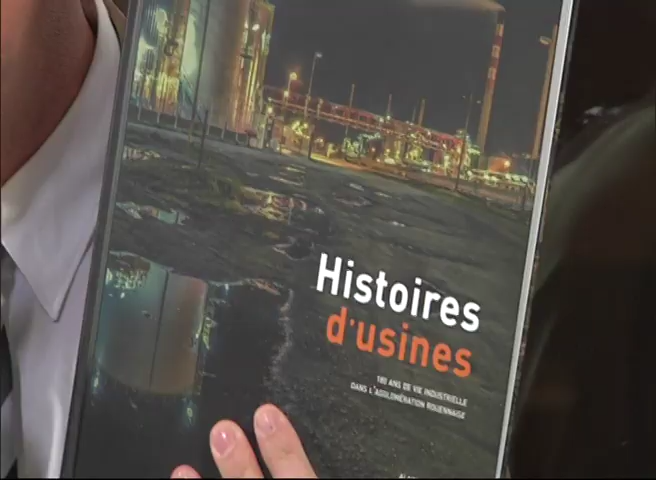 Histoires
d'usines
180 ANS DE VIE INDUSTRIELLE
DANS L'AGGLOMÉRATION ROUENNAISE